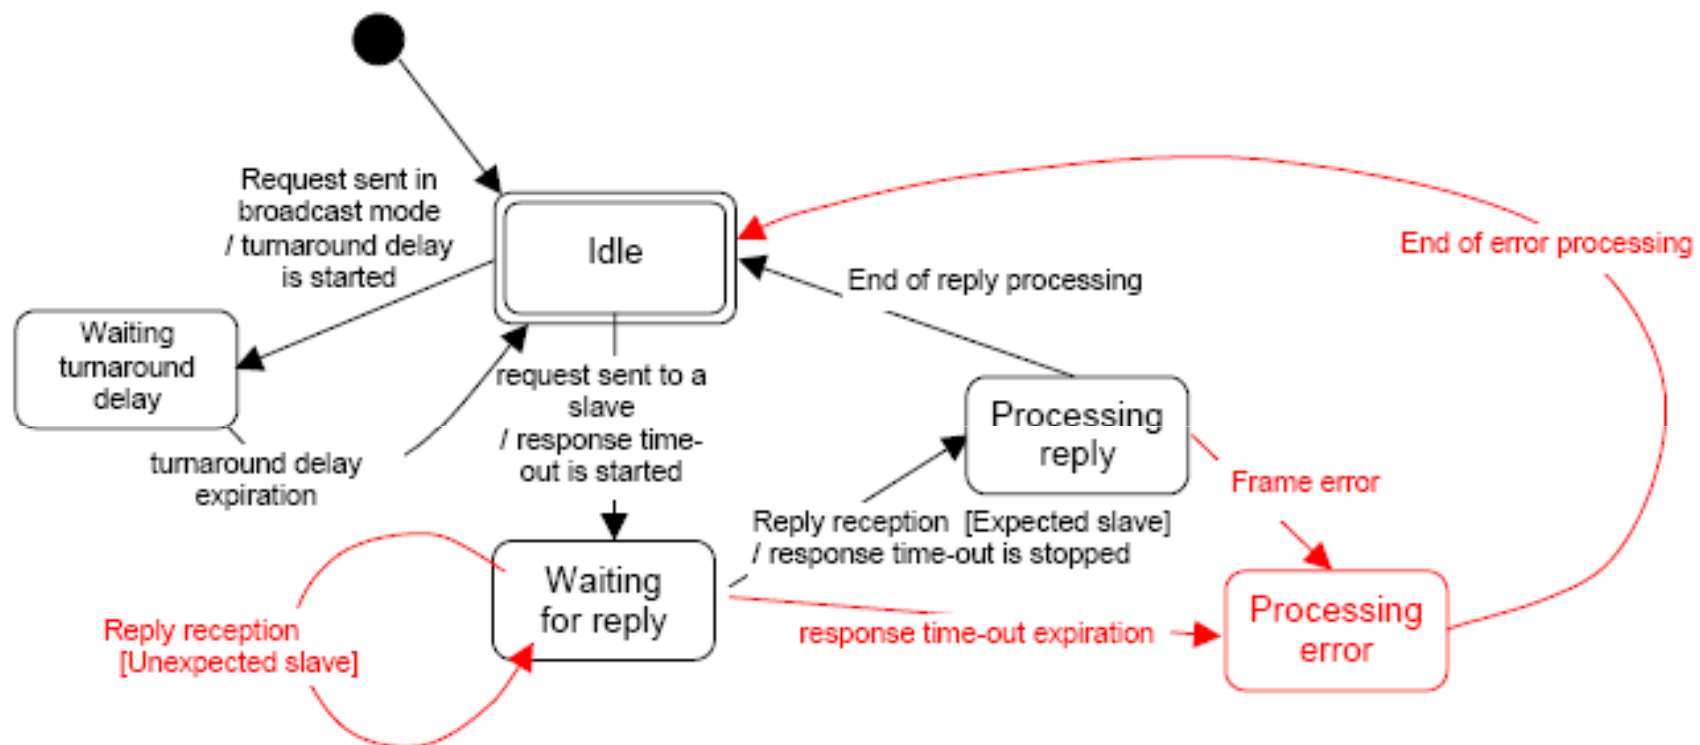 Request sent in
broadcast mode
/ turnaround delay
is started
Idle
End of error processing
End of reply processing
Waiting
turnaround
delay
request sent to a
slave
/ response time-
out is started
Processing
reply
turnaround delay
expiration
Frame error
Reply reception [Expected slave]
/ response time-out is stopped
Waiting
for reply
Processing
error
response time-out expiration
Reply reception
[Unexpected slave]